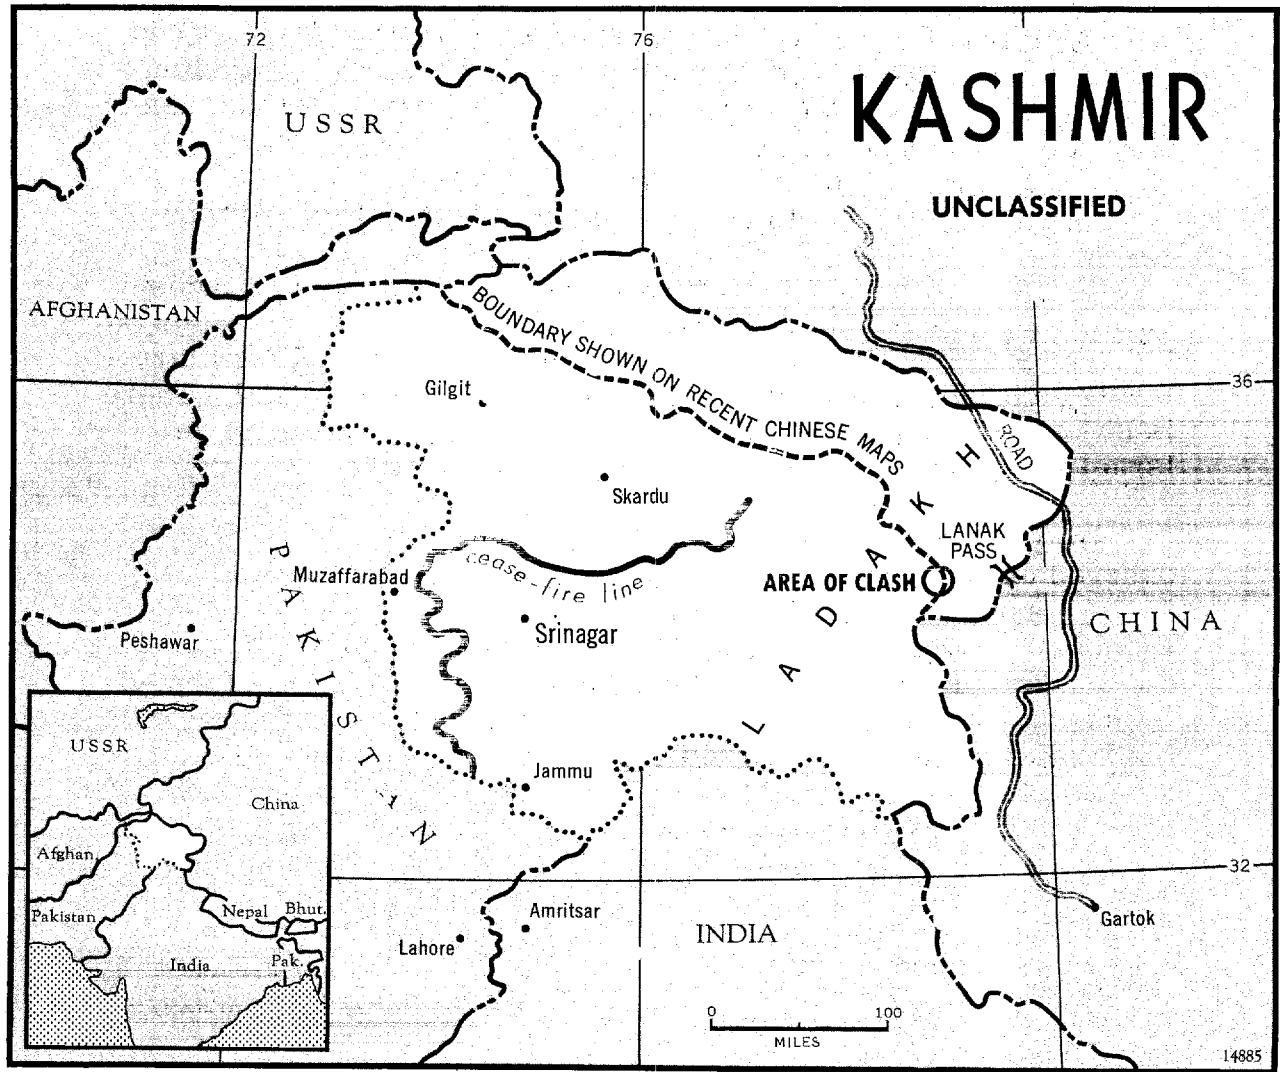 72
76
KASHMIR
UNCLASSIFIED
USSR
AFGHANISTAN
BOUNDARY SHOWN ON RECENT CHINESE MAPS
36
Gilgit
ROAD
Skardu
LADAKH
LANAK
PASS
PAKISTAN
Muzaffarabad
cease-fire line
AREA OF CLASH
Srinagar
CHINA
Peshawar
Jammu
32
Amritsar
Lahore
INDIA
Gartok
0 100
MILES
14885
USSR
China
Afghan.
Pakistan
Nepal
Bhut.
India
Pak.